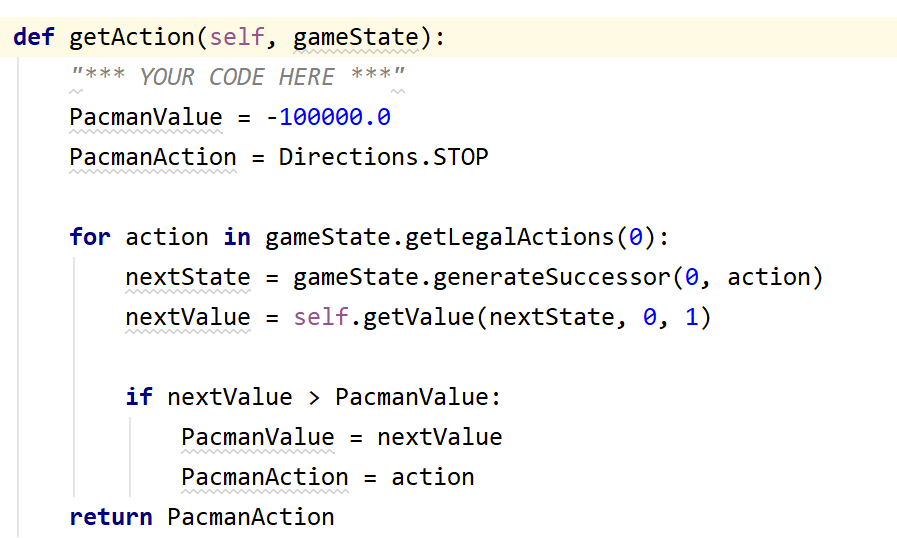 def getAction(self, gameState):
    "*** YOUR CODE HERE ***"
    PacmanValue = -100000.0
    PacmanAction = Directions.STOP

    for action in gameState.getLegalActions(0):
        nextState = gameState.generateSuccessor(0, action)
        nextValue = self.getValue(nextState, 0, 1)

        if nextValue > PacmanValue:
            PacmanValue = nextValue
            PacmanAction = action
    return PacmanAction